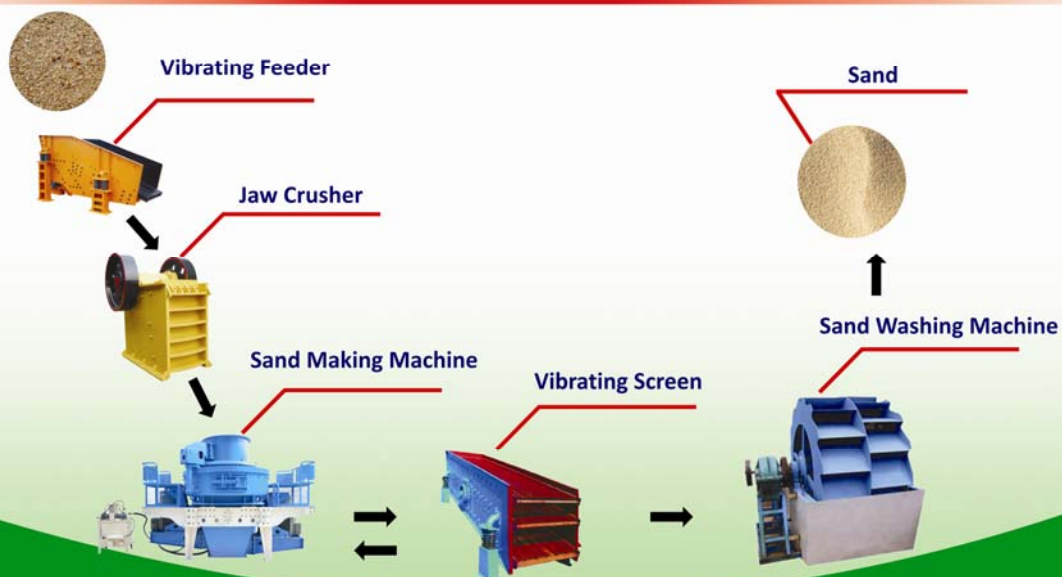 Vibrating Feeder
Sand
Jaw Crusher
Sand Washing Machine
Sand Making Machine
Vibrating Screen